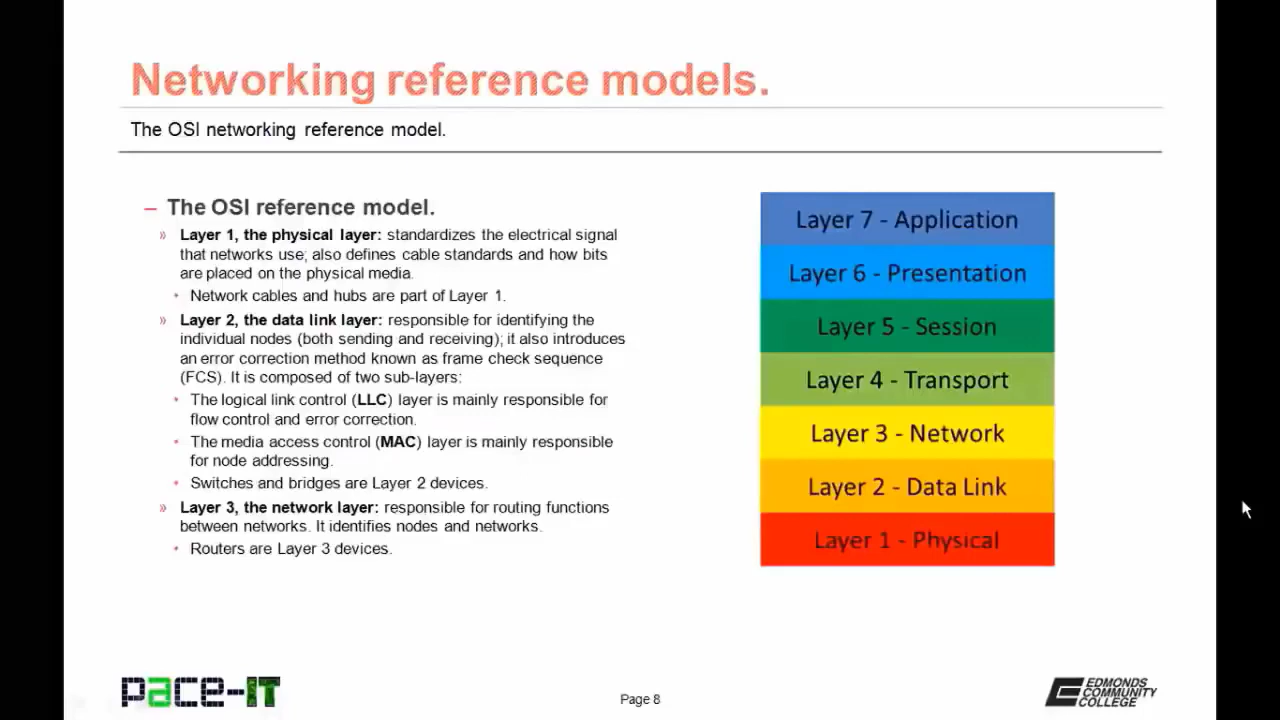 Networking reference models.
The OSI networking reference model.
– The OSI reference model.
» Layer 1, the physical layer: standardizes the electrical signal
that networks use; also defines cable standards and how bits
are placed on the physical media.
• Network cables and hubs are part of Layer 1.
» Layer 2, the data link layer: responsible for identifying the
individual nodes (both sending and receiving); it also introduces
an error correction method known as frame check sequence
(FCS). It is composed of two sub-layers:
• The logical link control (LLC) layer is mainly responsible for
flow control and error correction.
• The media access control (MAC) layer is mainly responsible
for node addressing.
• Switches and bridges are Layer 2 devices.
» Layer 3, the network layer: responsible for routing functions
between networks. It identifies nodes and networks.
• Routers are Layer 3 devices.
Layer 7 - Application
Layer 6 - Presentation
Layer 5 - Session
Layer 4 - Transport
Layer 3 - Network
Layer 2 - Data Link
Layer 1 - Physical
pace-IT
Page 8
EDMONDS
COMMUNITY
COLLEGE